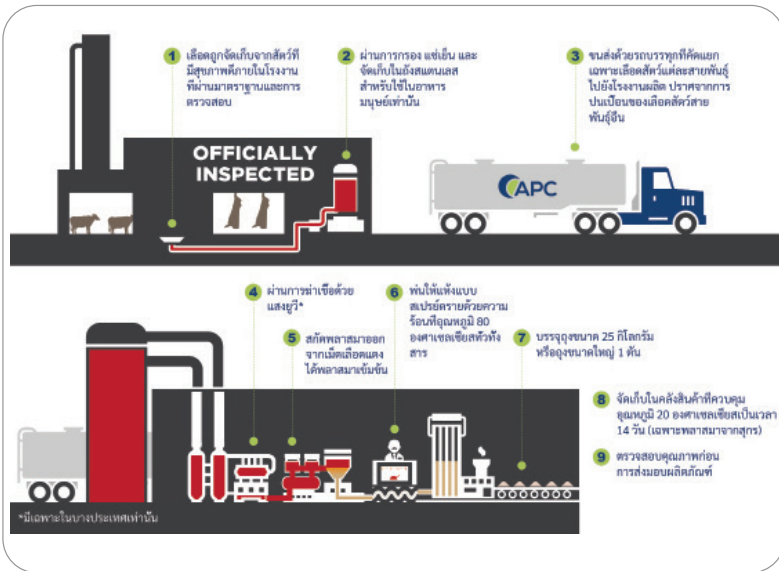 1 เลือดถูกจัดเก็บจากสัตว์ที่
มีสุขภาพดีภายในโรงงาน
ที่ผ่านมาตราฐานและการ
ตรวจสอบ
2 ผ่านการกรอง แช่เย็น และ
จัดเก็บในถังสแตนเลส
สำหรับใช้ในอาหาร
มนุษย์เท่านั้น
3 ขนส่งด้วยรถบรรทุกที่คัดแยก
เฉพาะเลือดสัตว์แต่ละสายพันธุ์
ไปยังโรงงานผลิต ปราศจากการ
ปนเปื้อนของเลือดสัตว์สาย
พันธุ์อื่น
OFFICIALLY
INSPECTED
APC
4 ผ่านการฆ่าเชื้อด้วย
แสงยูวี*
5 สกัดพลาสมาออก
จากเม็ดเลือดแดง
ได้พลาสมาเข้มข้น
6 พ่นให้แห้งแบบ
สเปรย์ดรายด้วยความ
ร้อนที่อุณหภูมิ 80
องศาเซลเซียสทั่วทั้ง
สาร
7 บรรจุถุงขนาด 25 กิโลกรัม
หรือถุงขนาดใหญ่ 1 ตัน
8 จัดเก็บในคลังสินค้าที่ควบคุม
อุณหภูมิ 20 องศาเซลเซียสเป็นเวลา
14 วัน (เฉพาะพลาสมาจากสุกร)
9 ตรวจสอบคุณภาพก่อน
การส่งมอบผลิตภัณฑ์
*มีเฉพาะในบางประเทศเท่านั้น